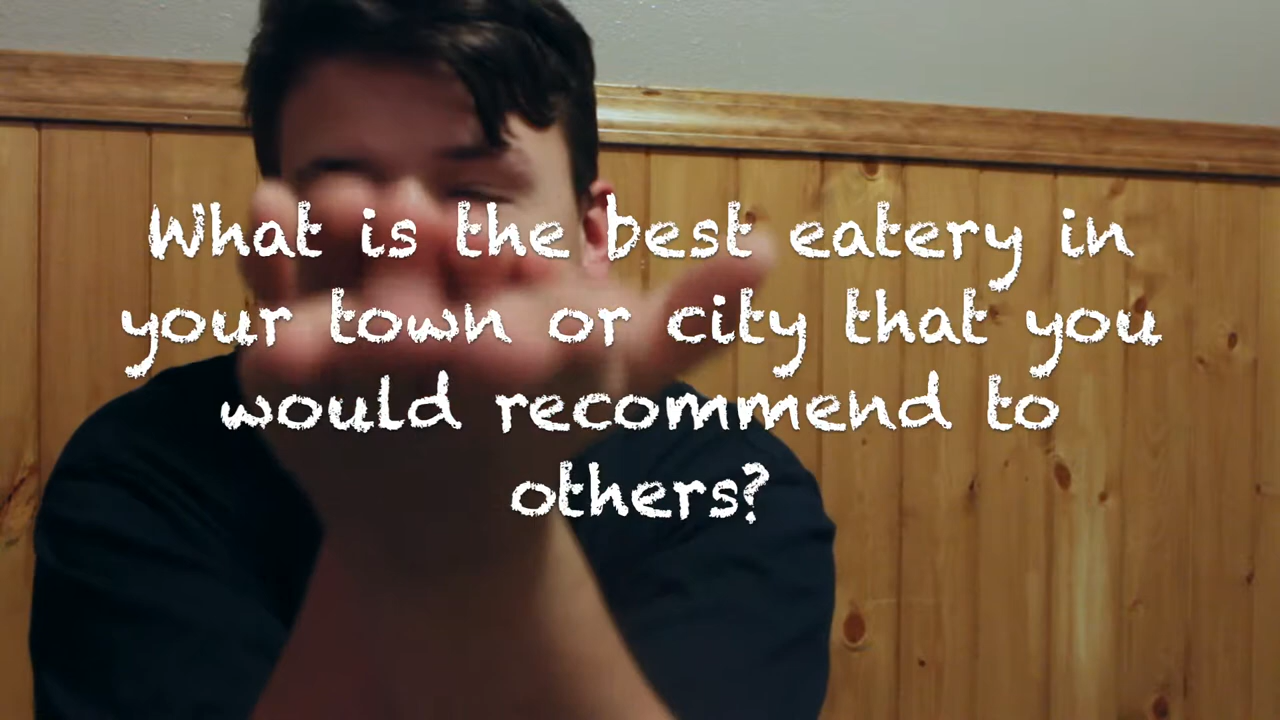 What is the best eatery in
your town or city that you
would recommend to
others?